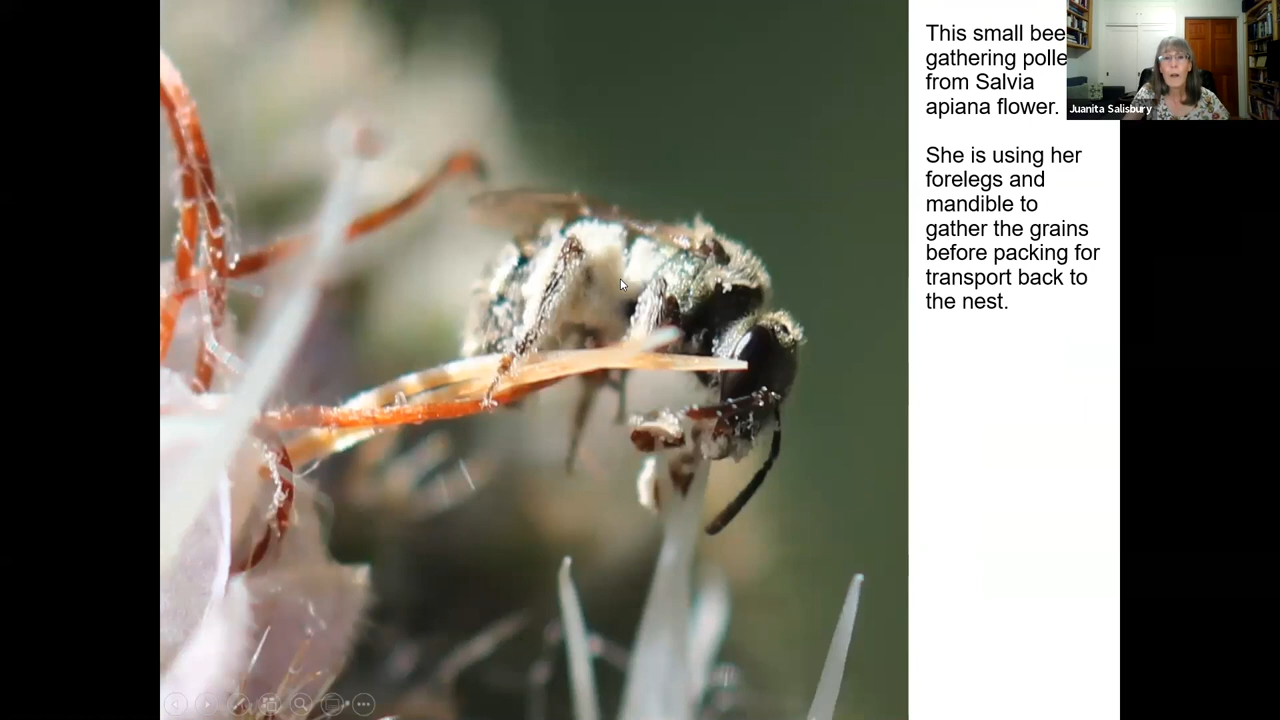 This small bee
gathering polle
from Salvia
apiana flower.
She is using her
forelegs and
mandible to
gather the grains
before packing for
transport back to
the nest.
Juanita Salisbury